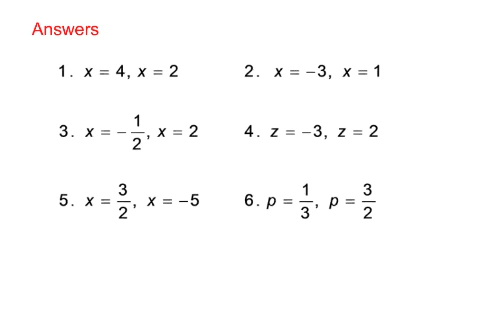 Answers
1. x = 4, x = 2
2. x = −3, x = 1
3. x = −1/2, x = 2
4. z = −3, z = 2
5. x = 3/2, x = −5
6. p = 1/3, p = 3/2